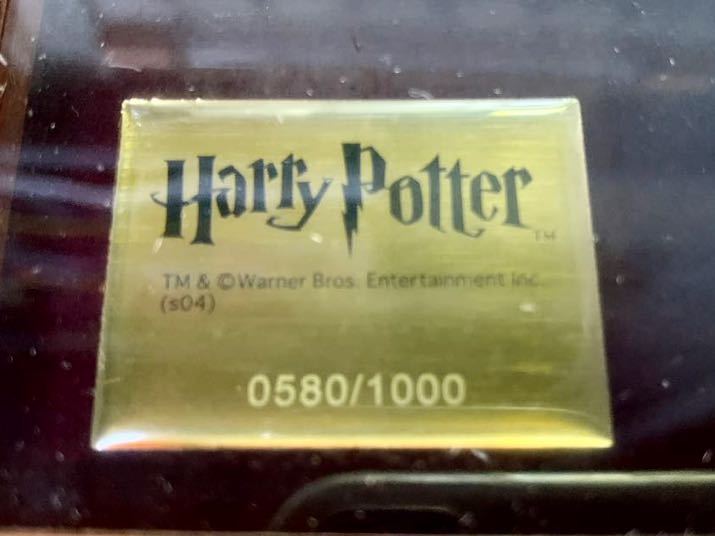 Harry Potter TM
TM & ©Warner Bros. Entertainment Inc.
(s04)
0580/1000